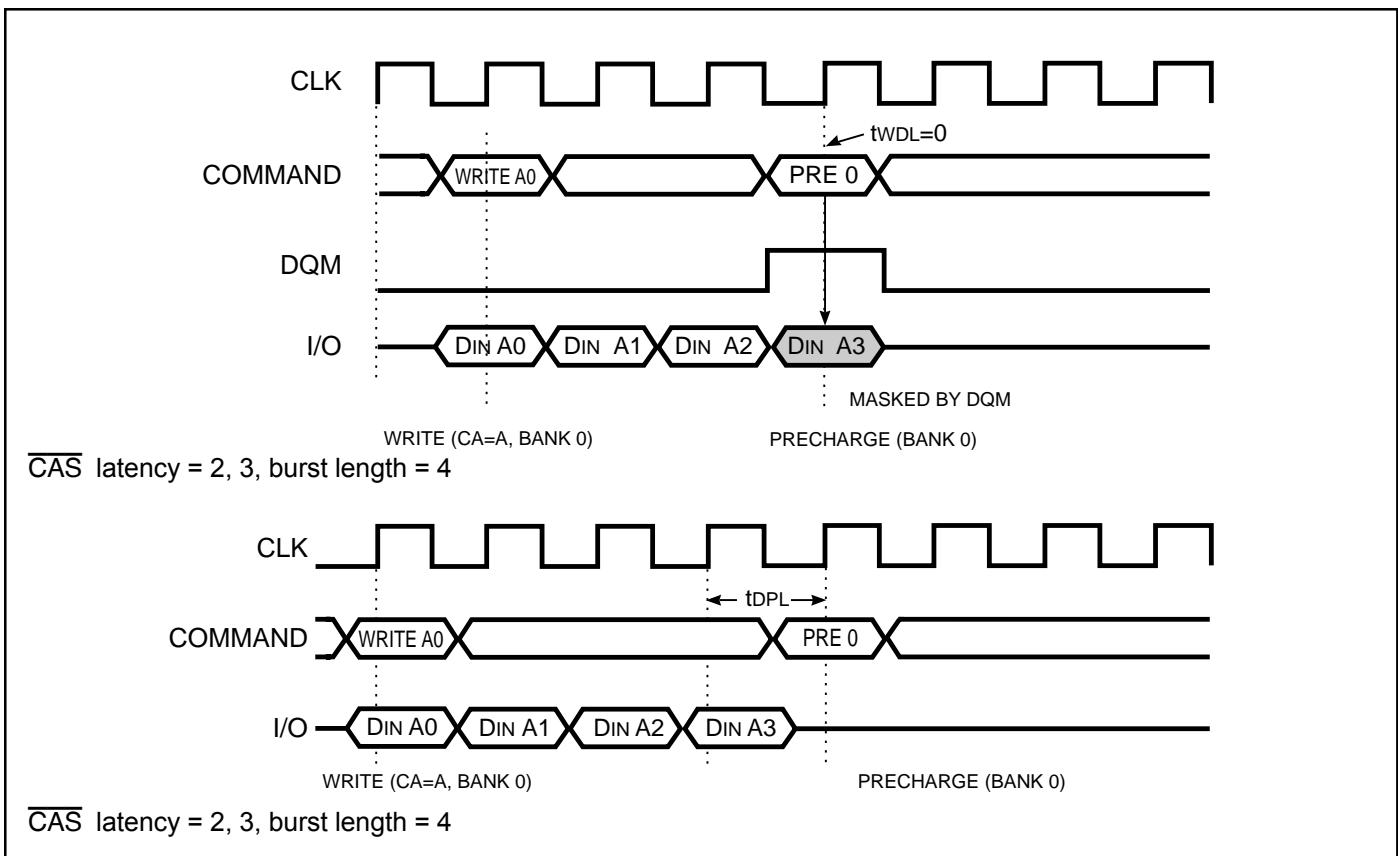 CLK
tWDL=0
COMMAND WRITE A0 PRE 0
DQM
I/O DIN A0 DIN A1 DIN A2 DIN A3
MASKED BY DQM
WRITE (CA=A, BANK 0) PRECHARGE (BANK 0)
CAS latency = 2, 3, burst length = 4
CLK
tDPL
COMMAND WRITE A0 PRE 0
I/O DIN A0 DIN A1 DIN A2 DIN A3
WRITE (CA=A, BANK 0) PRECHARGE (BANK 0)
CAS latency = 2, 3, burst length = 4